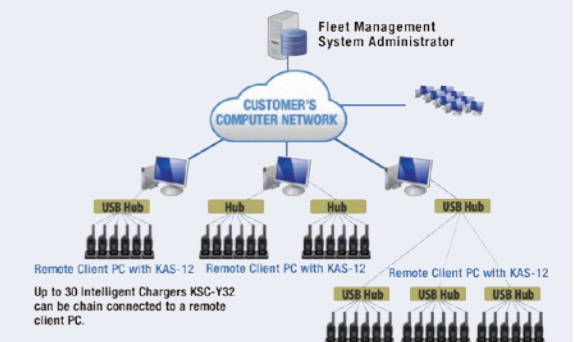 Fleet Management
System Administrator
CUSTOMER'S
COMPUTER NETWORK
USB Hub
Hub
Hub
USB Hub
Remote Client PC with KAS-12
Remote Client PC with KAS-12
Remote Client PC with KAS-12
Up to 30 Intelligent Chargers KSC-Y32
can be chain connected to a remote
client PC.
USB Hub
USB Hub
USB Hub